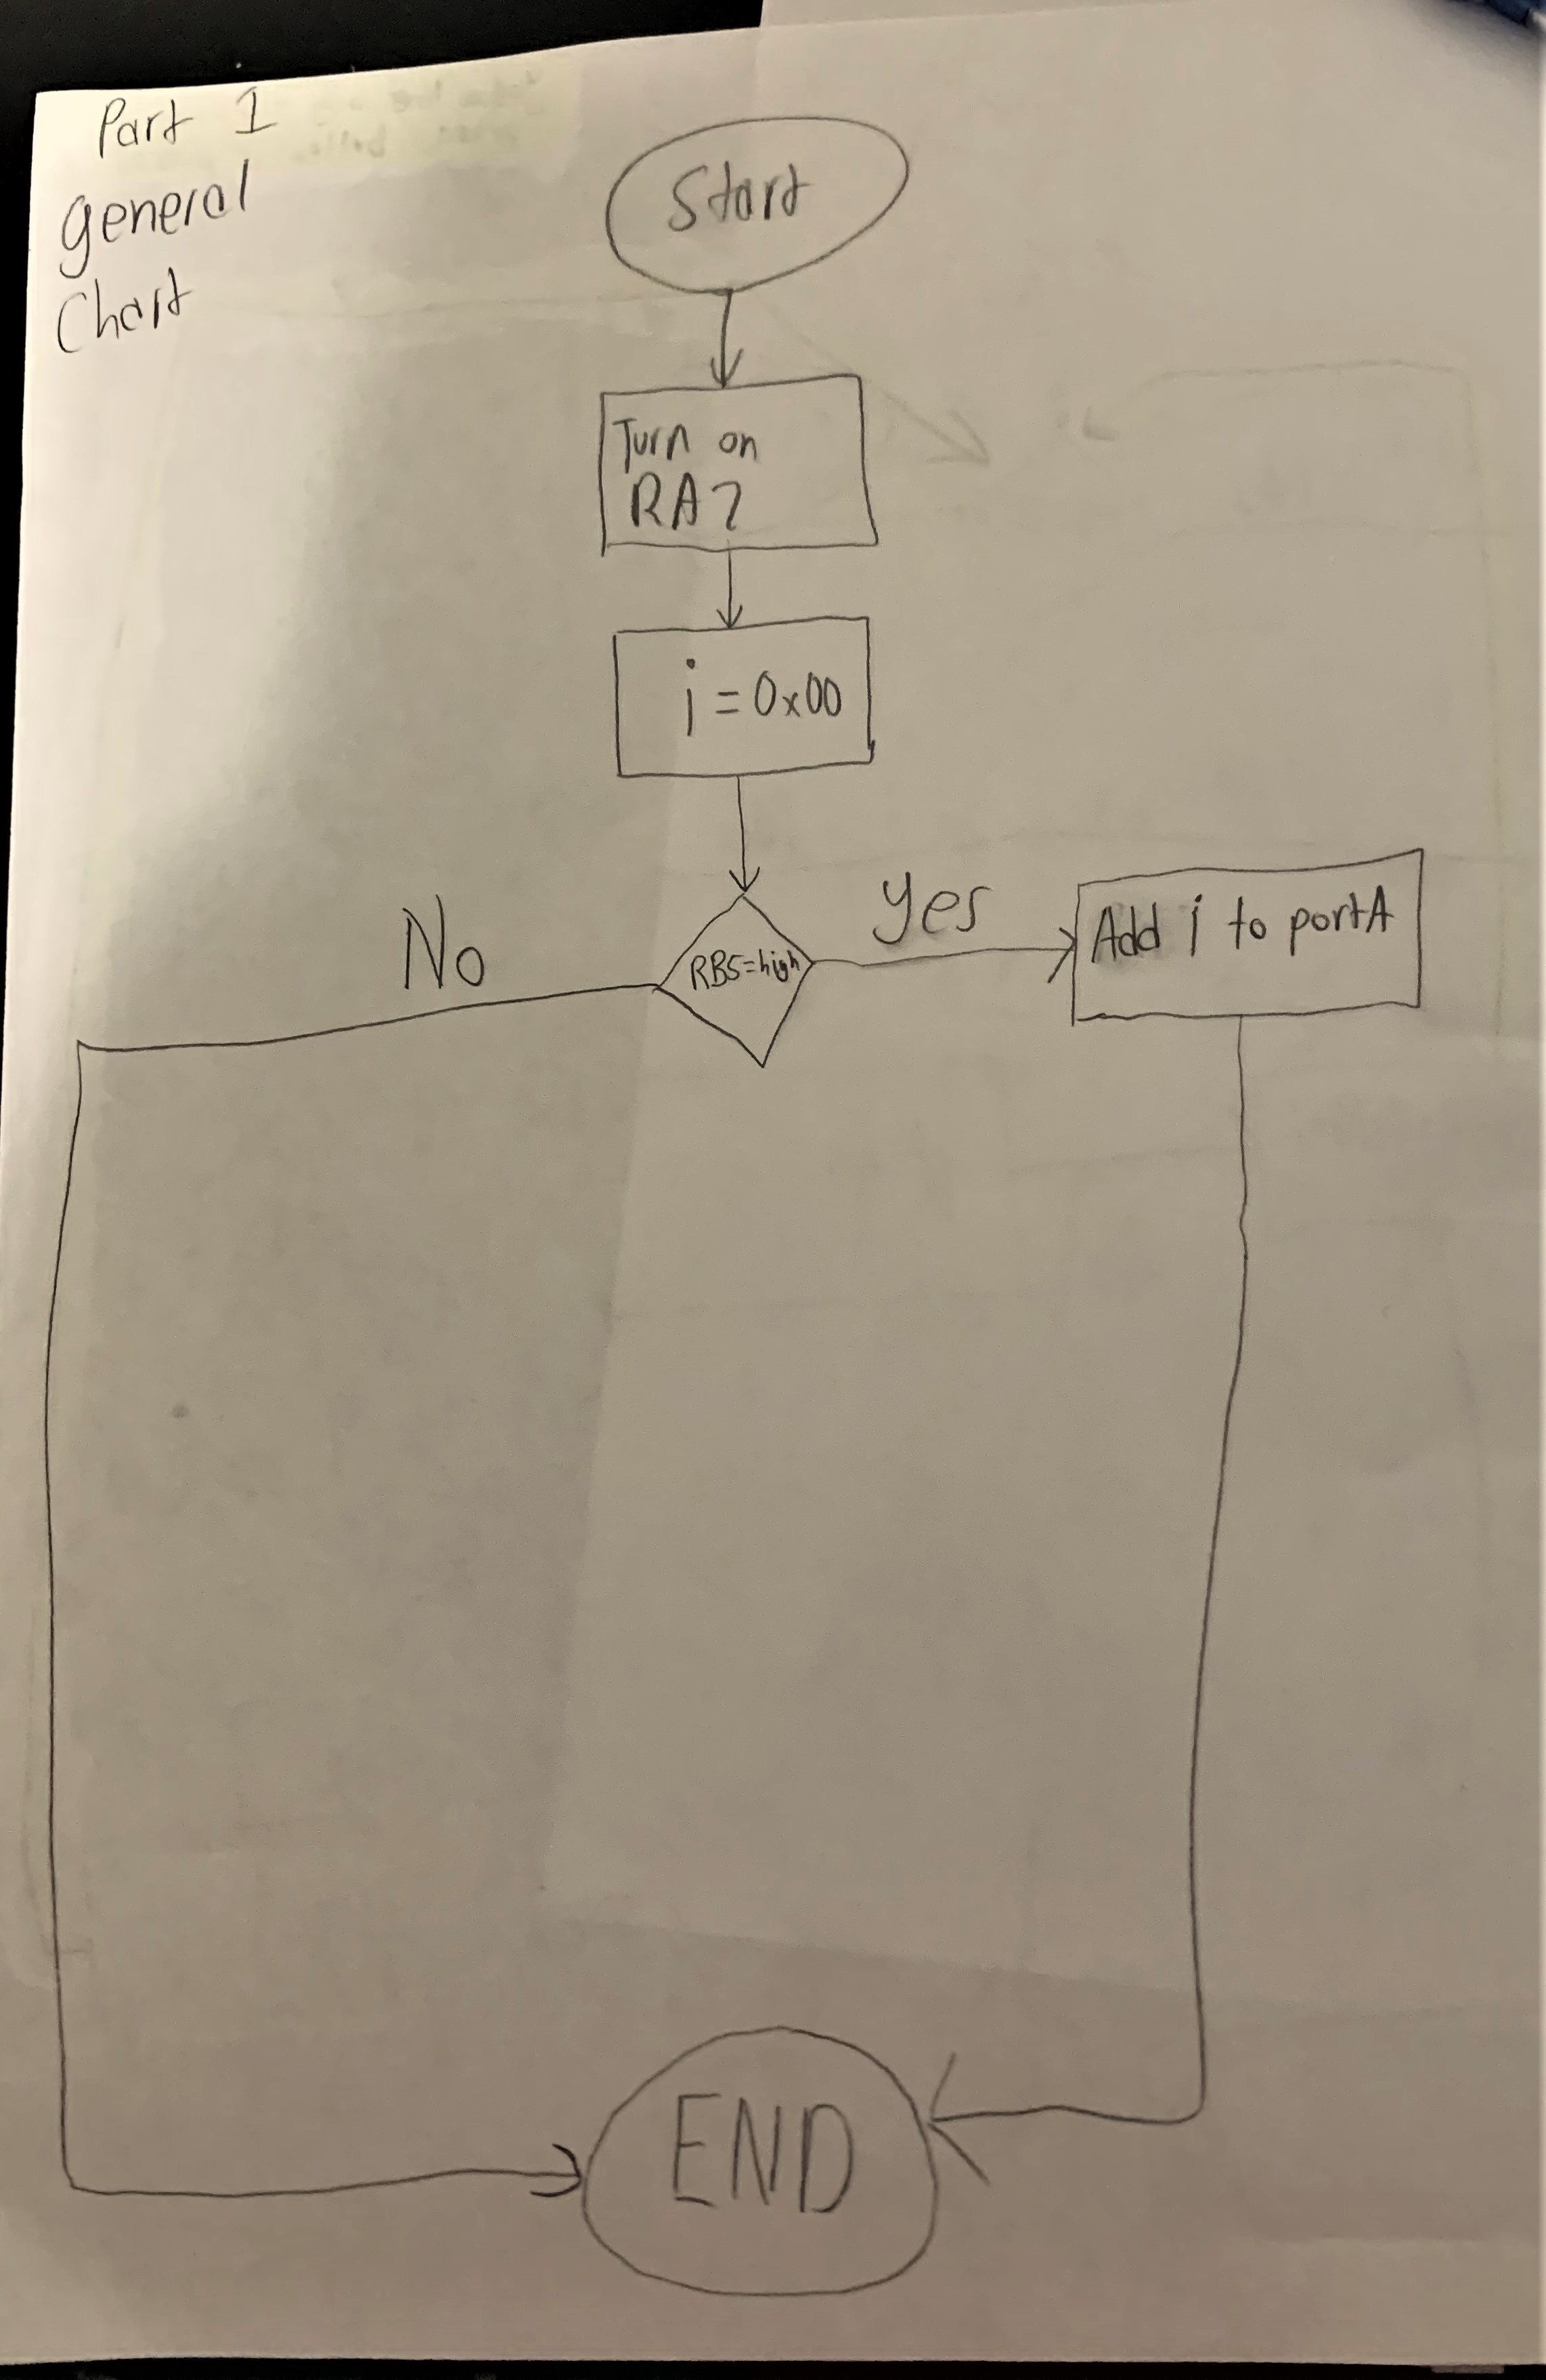 Part 1
general
Chart
Start
Turn on
RA7
i = 0x00
No
RB5=high
yes
Add i to portA
END